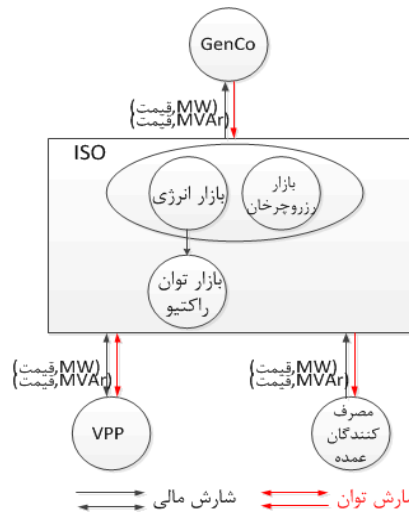 GenCo
(قیمت,MW)
(قیمت,MVAr)
ISO
بازار
رزروچرخان
بازار انرژی
بازار توان
راکتیو
(قیمت,MW)
(قیمت,MVAr)
(قیمت,MW)
(قیمت,MVAr)
VPP
مصرف
کنندگان
عمده
شارش مالی
ارش توان